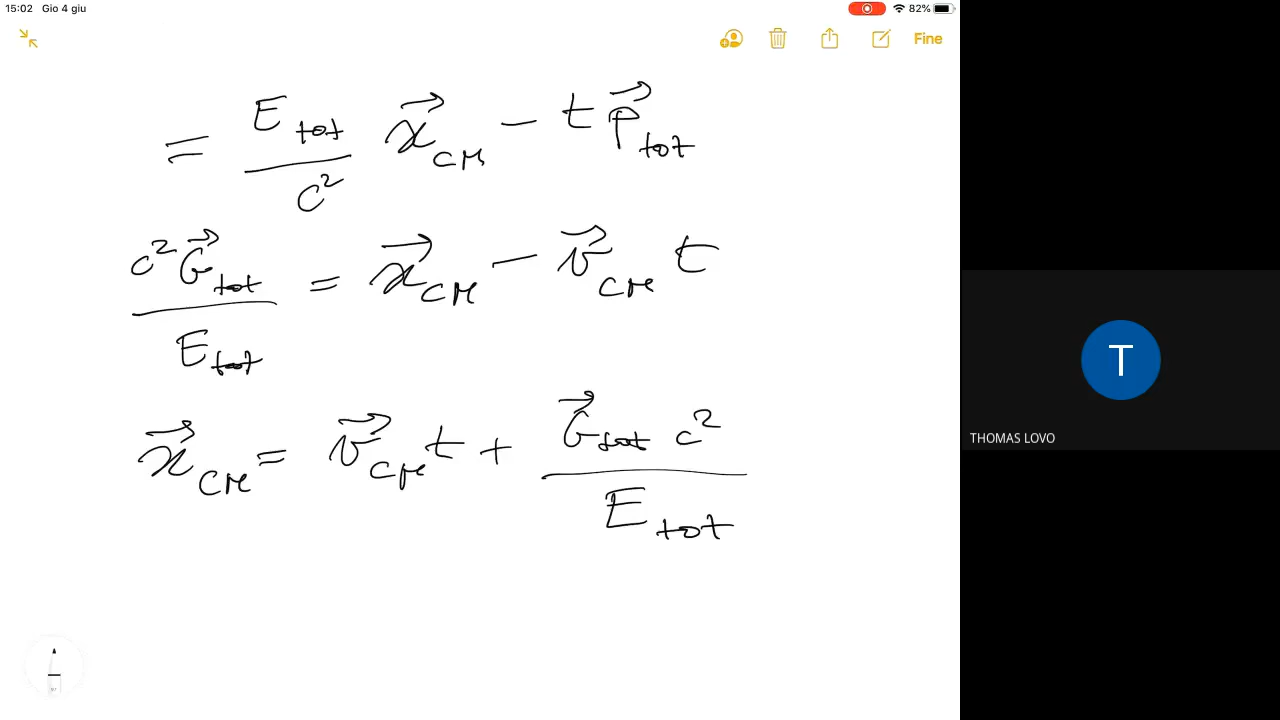 15:02 Gio 4 giu 82%
Fine
= E_tot / c² x⃗_CM − t p⃗_tot
c² G⃗_tot / E_tot = x⃗_CM − v⃗_CM t
x⃗_CM = v⃗_CM t + G⃗_tot c² / E_tot
T
THOMAS LOVO